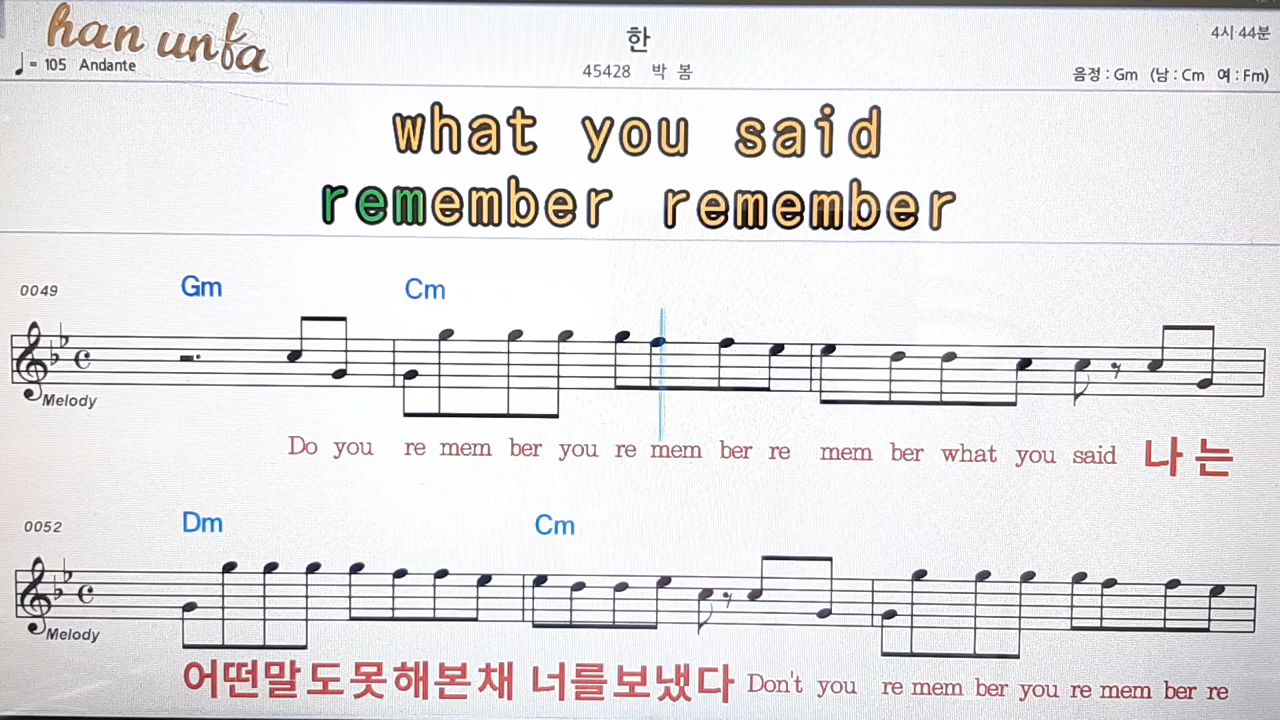 han unfa
한
4시 44분
♩ = 105 Andante
45428 박 봄
음정 : Gm (남 : Cm 여 : Fm)
what you said
remember remember
0049 Gm Cm
Melody
Do you re mem ber you re mem ber re mem ber what you said 나 는
0052 Dm Cm
Melody
어떤말도못해본채 너를보냈다 Don't you re mem ber you re mem ber re